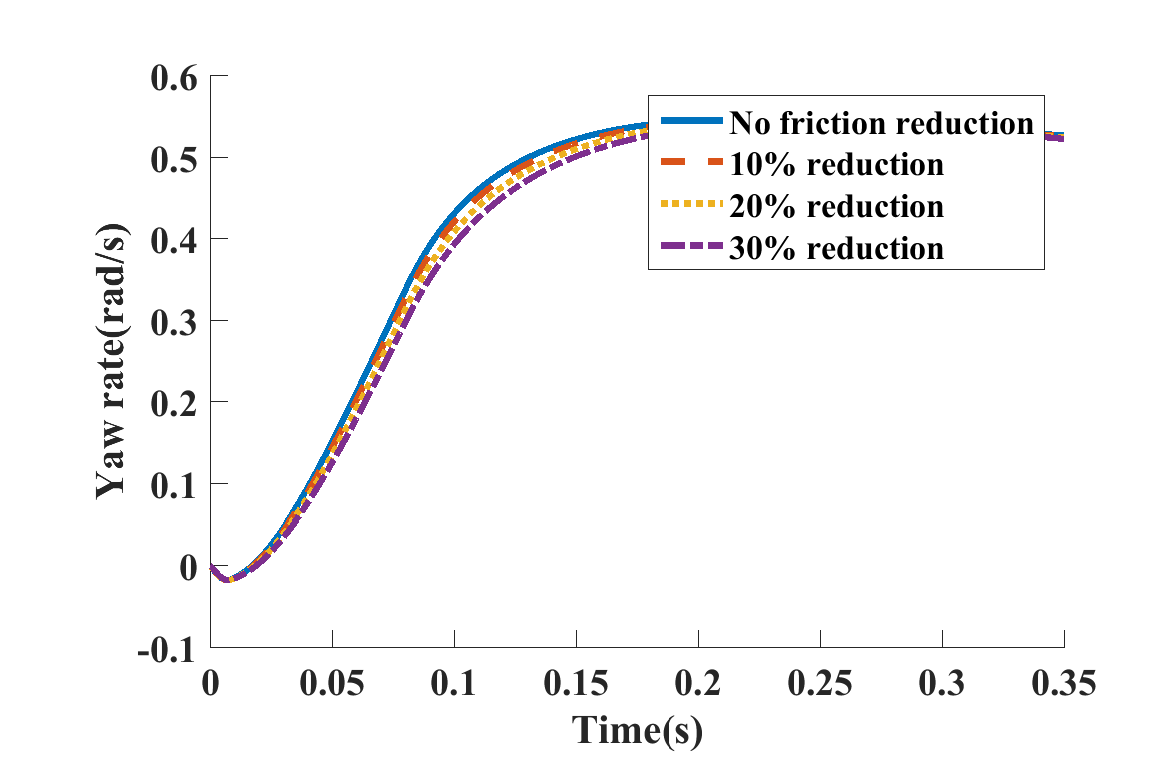 0.6
0.5
0.4
0.3
0.2
0.1
0
-0.1
Yaw rate(rad/s)
No friction reduction
10% reduction
20% reduction
30% reduction
0 0.05 0.1 0.15 0.2 0.25 0.3 0.35
Time(s)